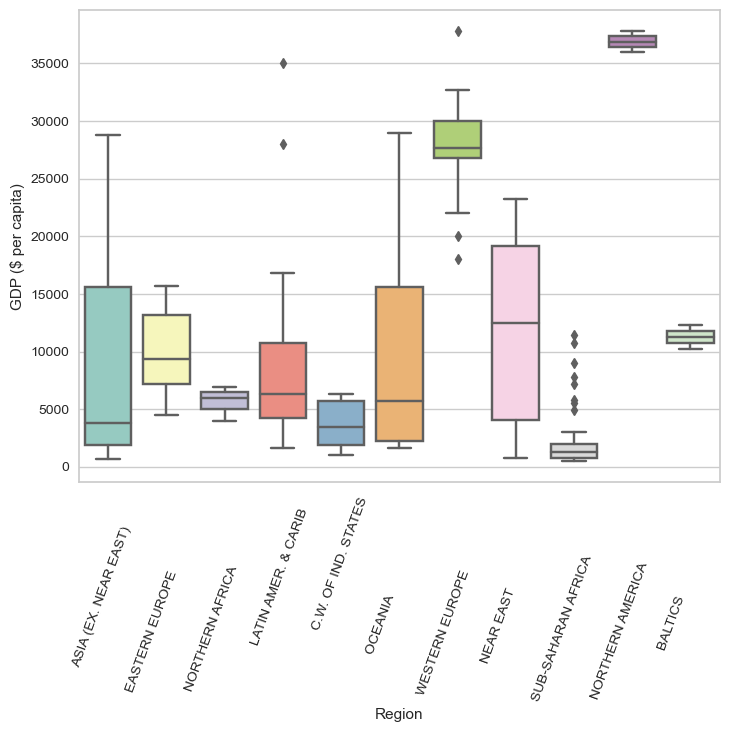 GDP ($ per capita)
35000
30000
25000
20000
15000
10000
5000
0
ASIA (EX. NEAR EAST)
EASTERN EUROPE
NORTHERN AFRICA
LATIN AMER. & CARIB
C.W. OF IND. STATES
OCEANIA
WESTERN EUROPE
NEAR EAST
SUB-SAHARAN AFRICA
NORTHERN AMERICA
BALTICS
Region